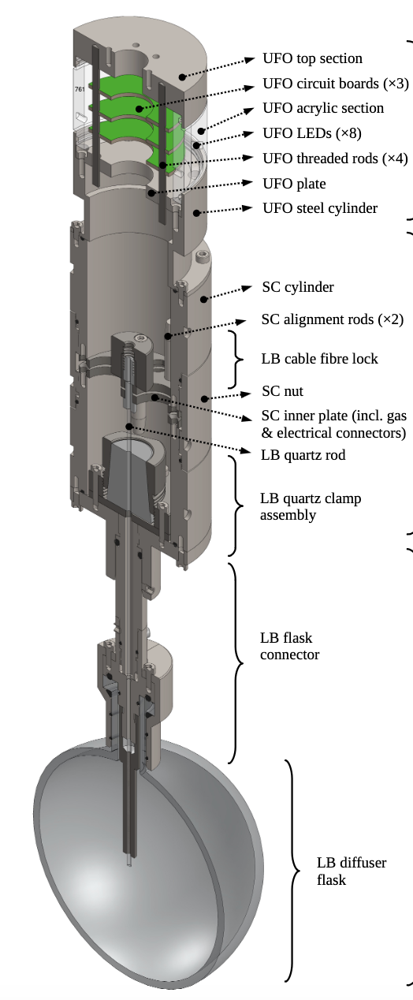 UFO top section
UFO circuit boards (×3)
761
UFO acrylic section
UFO LEDs (×8)
UFO threaded rods (×4)
UFO plate
UFO steel cylinder
SC cylinder
SC alignment rods (×2)
LB cable fibre lock
SC nut
SC inner plate (incl. gas
& electrical connectors)
LB quartz rod
LB quartz clamp
assembly
LB flask
connector
LB diffuser
flask